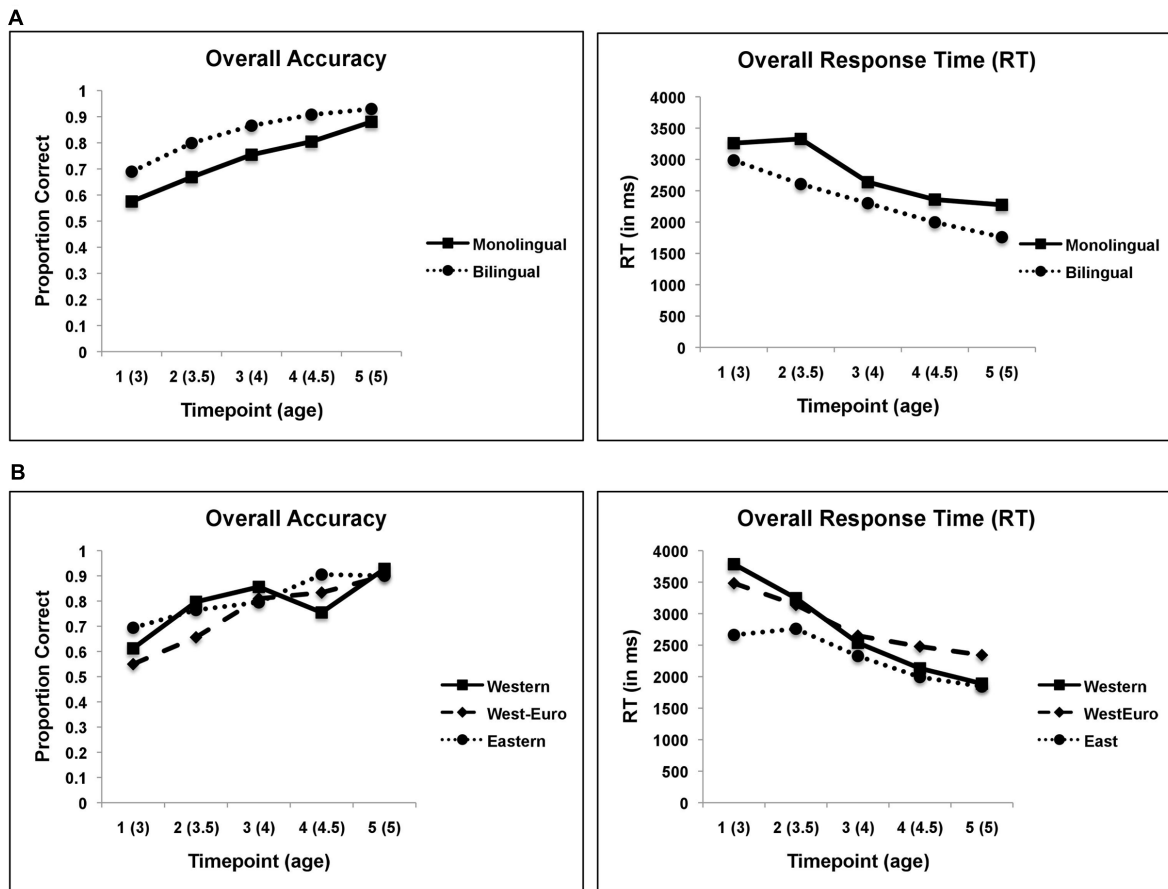 A
Overall Accuracy
Proportion Correct
1
0.9
0.8
0.7
0.6
0.5
0.4
0.3
0.2
0.1
0
1 (3) 2 (3.5) 3 (4) 4 (4.5) 5 (5)
Timepoint (age)
Monolingual
Bilingual
Overall Response Time (RT)
RT (in ms)
4000
3500
3000
2500
2000
1500
1000
500
0
1 (3) 2 (3.5) 3 (4) 4 (4.5) 5 (5)
Timepoint (age)
Monolingual
Bilingual
B
Overall Accuracy
Proportion Correct
1
0.9
0.8
0.7
0.6
0.5
0.4
0.3
0.2
0.1
0
1 (3) 2 (3.5) 3 (4) 4 (4.5) 5 (5)
Timepoint (age)
Western
West-Euro
Eastern
Overall Response Time (RT)
RT (in ms)
4000
3500
3000
2500
2000
1500
1000
500
0
1 (3) 2 (3.5) 3 (4) 4 (4.5) 5 (5)
Timepoint (age)
Western
WestEuro
East